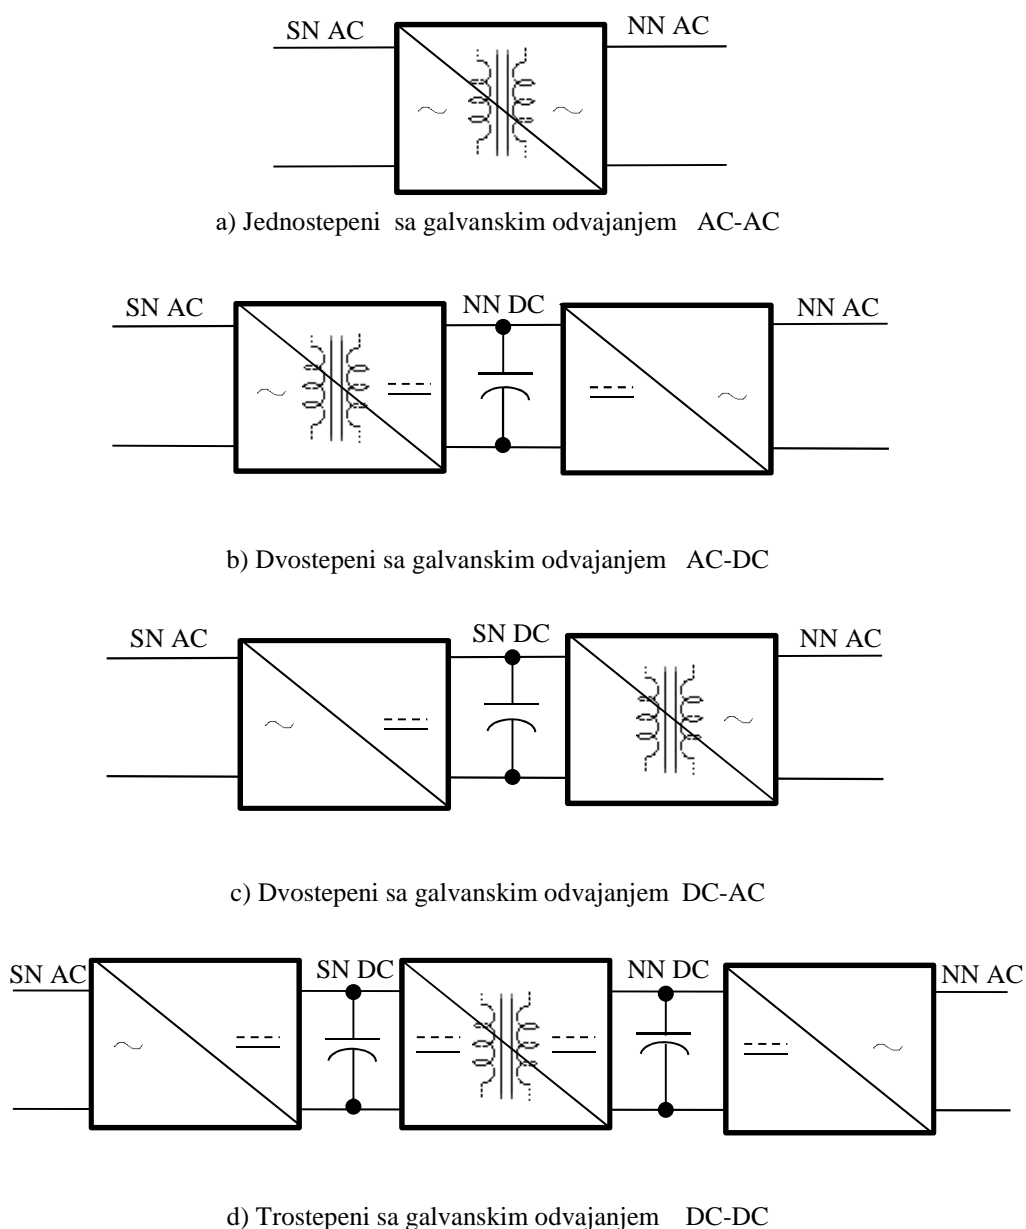 SN AC NN AC
a) Jednostepeni sa galvanskim odvajanjem AC-AC
SN AC NN DC NN AC
b) Dvostepeni sa galvanskim odvajanjem AC-DC
SN AC SN DC NN AC
c) Dvostepeni sa galvanskim odvajanjem DC-AC
SN AC SN DC NN DC NN AC
d) Trostepeni sa galvanskim odvajanjem DC-DC